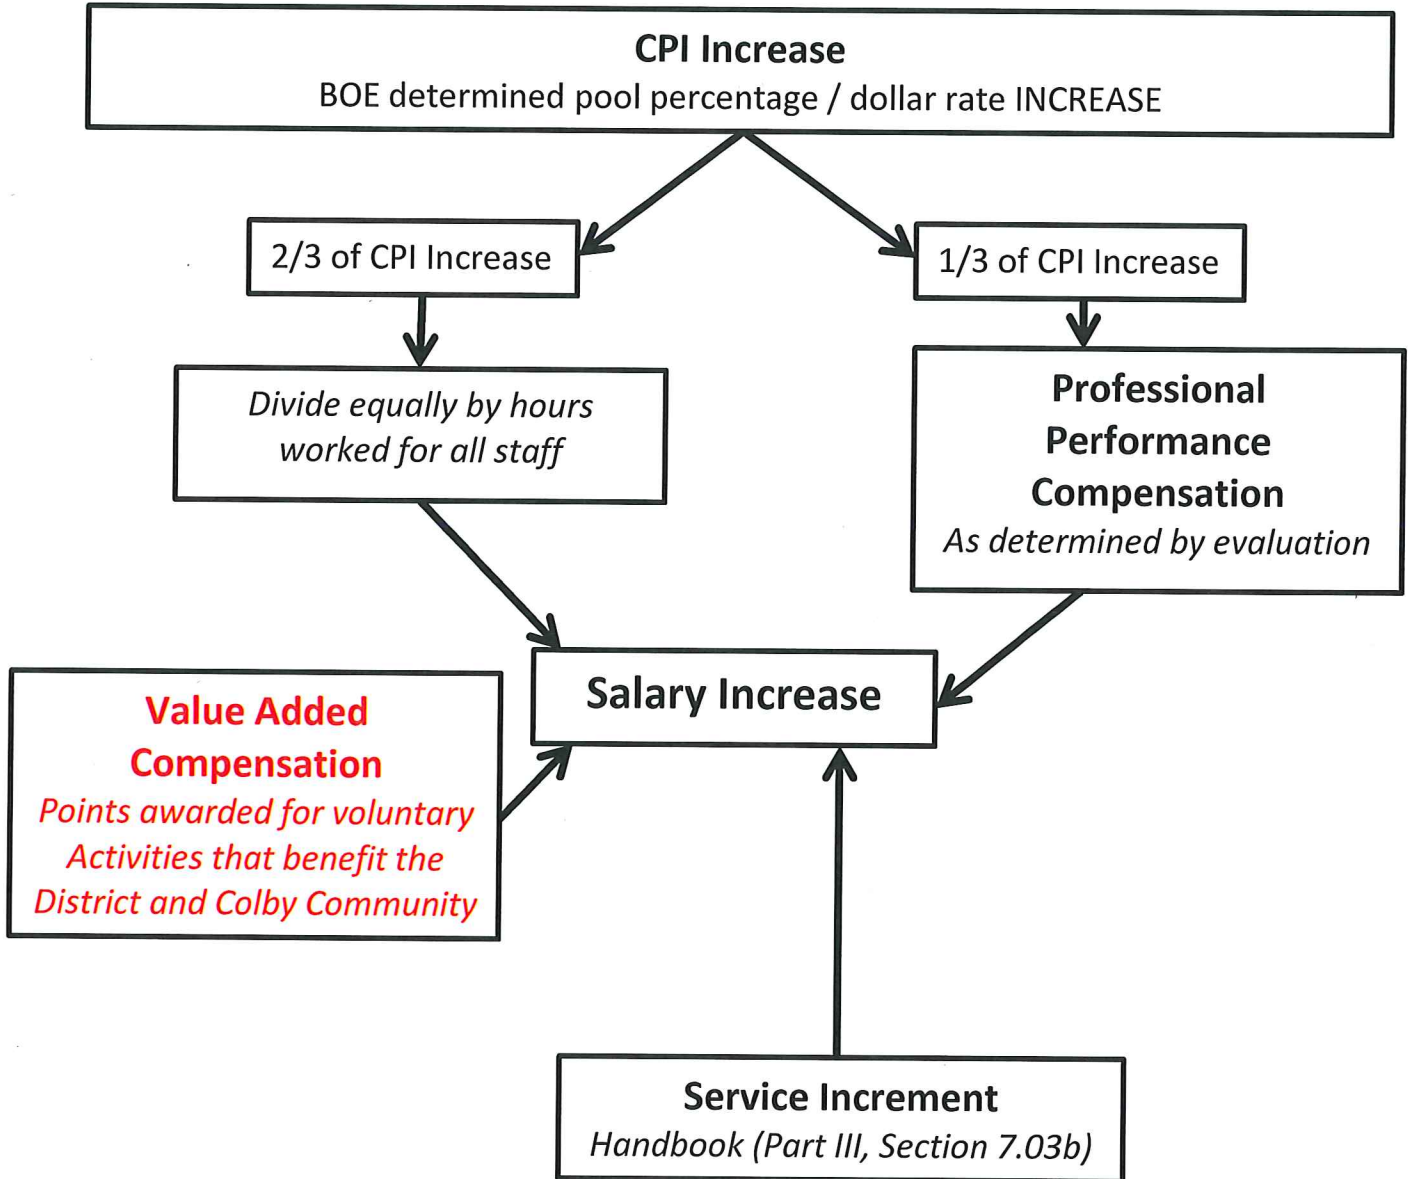 CPI Increase
BOE determined pool percentage / dollar rate INCREASE
2/3 of CPI Increase
1/3 of CPI Increase
Divide equally by hours
worked for all staff
Professional
Performance
Compensation
As determined by evaluation
Salary Increase
Value Added
Compensation
Points awarded for voluntary
Activities that benefit the
District and Colby Community
Service Increment
Handbook (Part III, Section 7.03b)